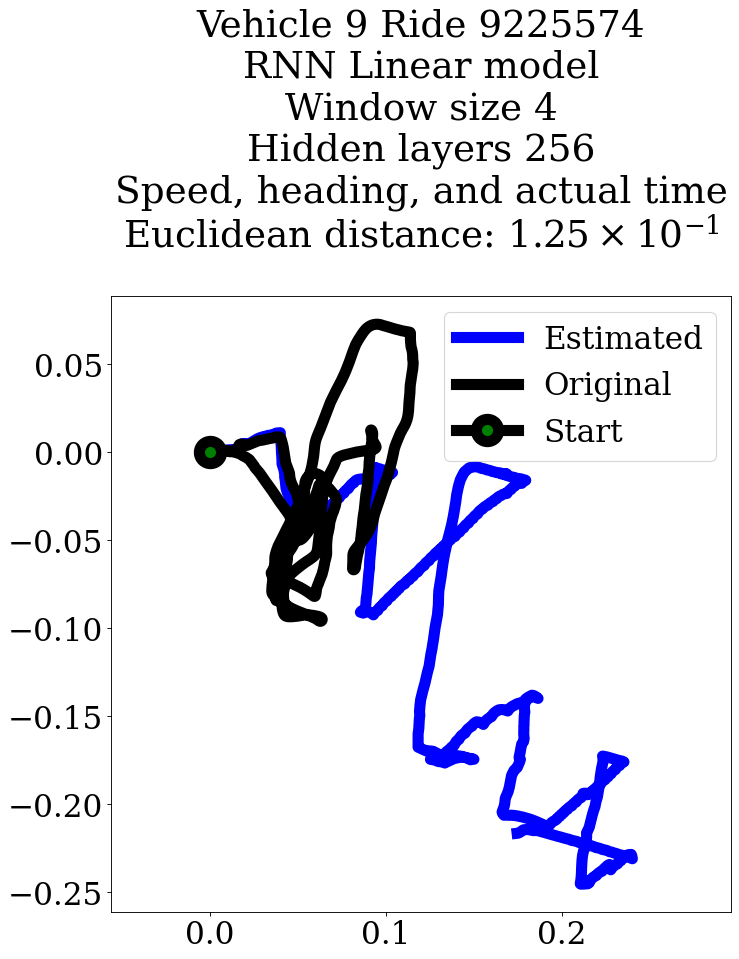 Vehicle 9 Ride 9225574
RNN Linear model
Window size 4
Hidden layers 256
Speed, heading, and actual time
Euclidean distance: 1.25 × 10⁻¹
Estimated
Original
Start
0.05
0.00
−0.05
−0.10
−0.15
−0.20
−0.25
0.0 0.1 0.2